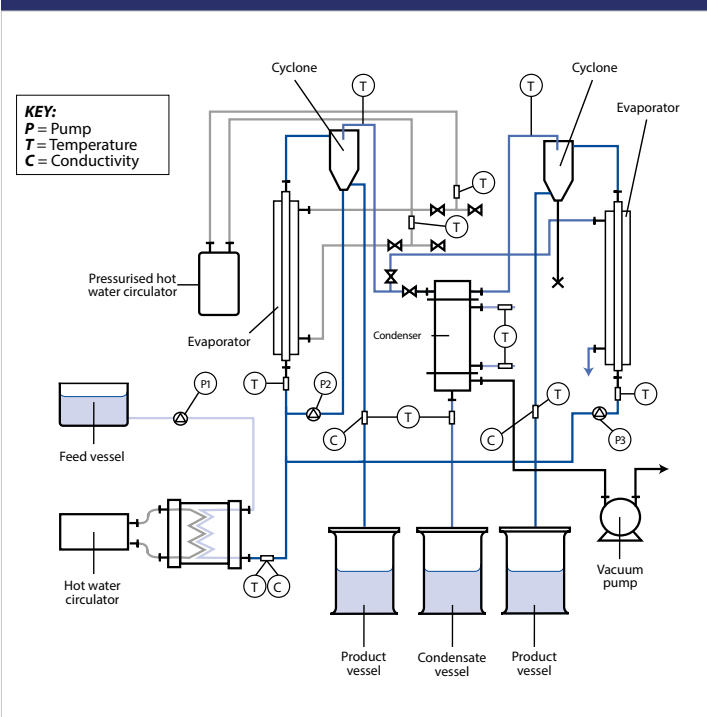 Cyclone
Cyclone
T
T
Evaporator
KEY:
P = Pump
T = Temperature
C = Conductivity
T
T
Pressurised hot
water circulator
Evaporator
Condenser
T
T
P1
P2
T
T
C
T
C
P3
Feed vessel
Hot water
circulator
T
C
Vacuum
pump
Product
vessel
Condensate
vessel
Product
vessel